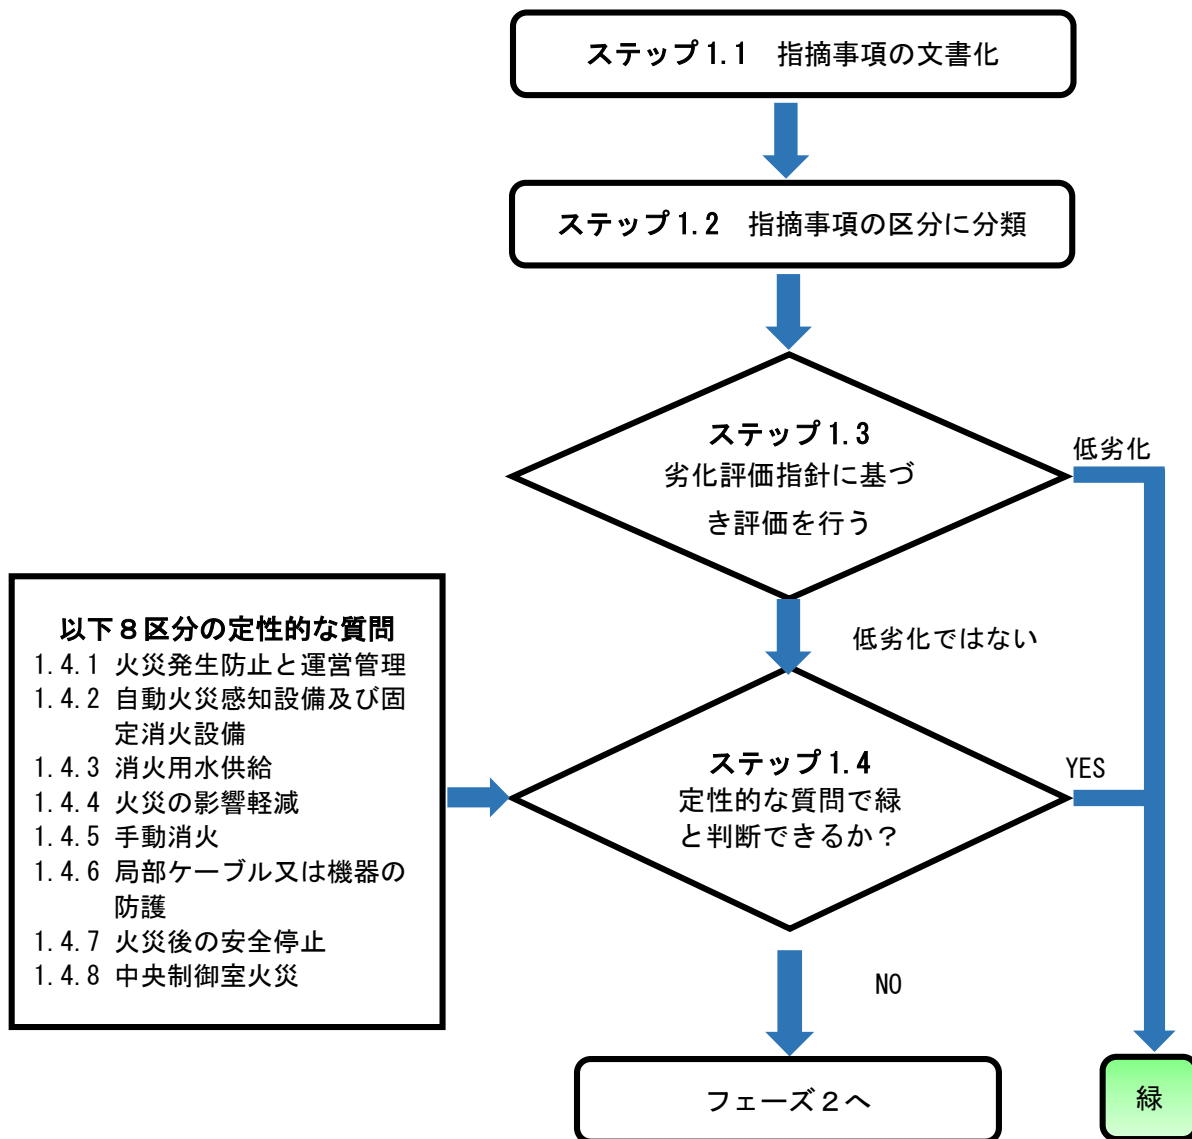 ステップ1.1　指摘事項の文書化
ステップ1.2　指摘事項の区分に分類
ステップ1.3
劣化評価指針に基づ
き評価を行う
低劣化
低劣化ではない
以下８区分の定性的な質問
1.4.1 火災発生防止と運営管理
1.4.2 自動火災感知設備及び固
定消火設備
1.4.3 消火用水供給
1.4.4 火災の影響軽減
1.4.5 手動消火
1.4.6 局部ケーブル又は機器の
防護
1.4.7 火災後の安全停止
1.4.8 中央制御室火災
ステップ1.4
定性的な質問で緑
と判断できるか？
YES
NO
フェーズ２へ
緑